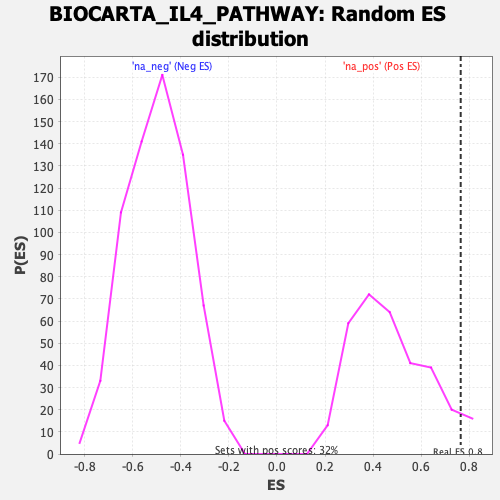 BIOCARTA_IL4_PATHWAY: Random ES
distribution
'na_neg' (Neg ES)
'na_pos' (Pos ES)
170
160
150
140
130
120
110
100
90
80
70
60
50
40
30
20
10
0
P(ES)
Sets with pos scores: 32%
Real ES 0.8
-0.8 -0.6 -0.4 -0.2 0.0 0.2 0.4 0.6 0.8
ES